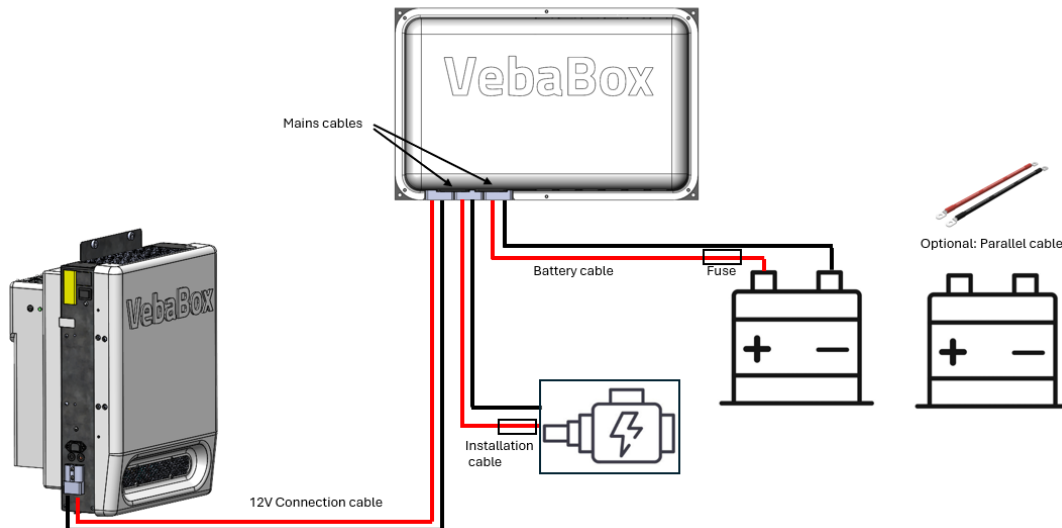 VebaBox
Mains cables
Optional: Parallel cable
Battery cable
Fuse
VebaBox
Installation
cable
12V Connection cable